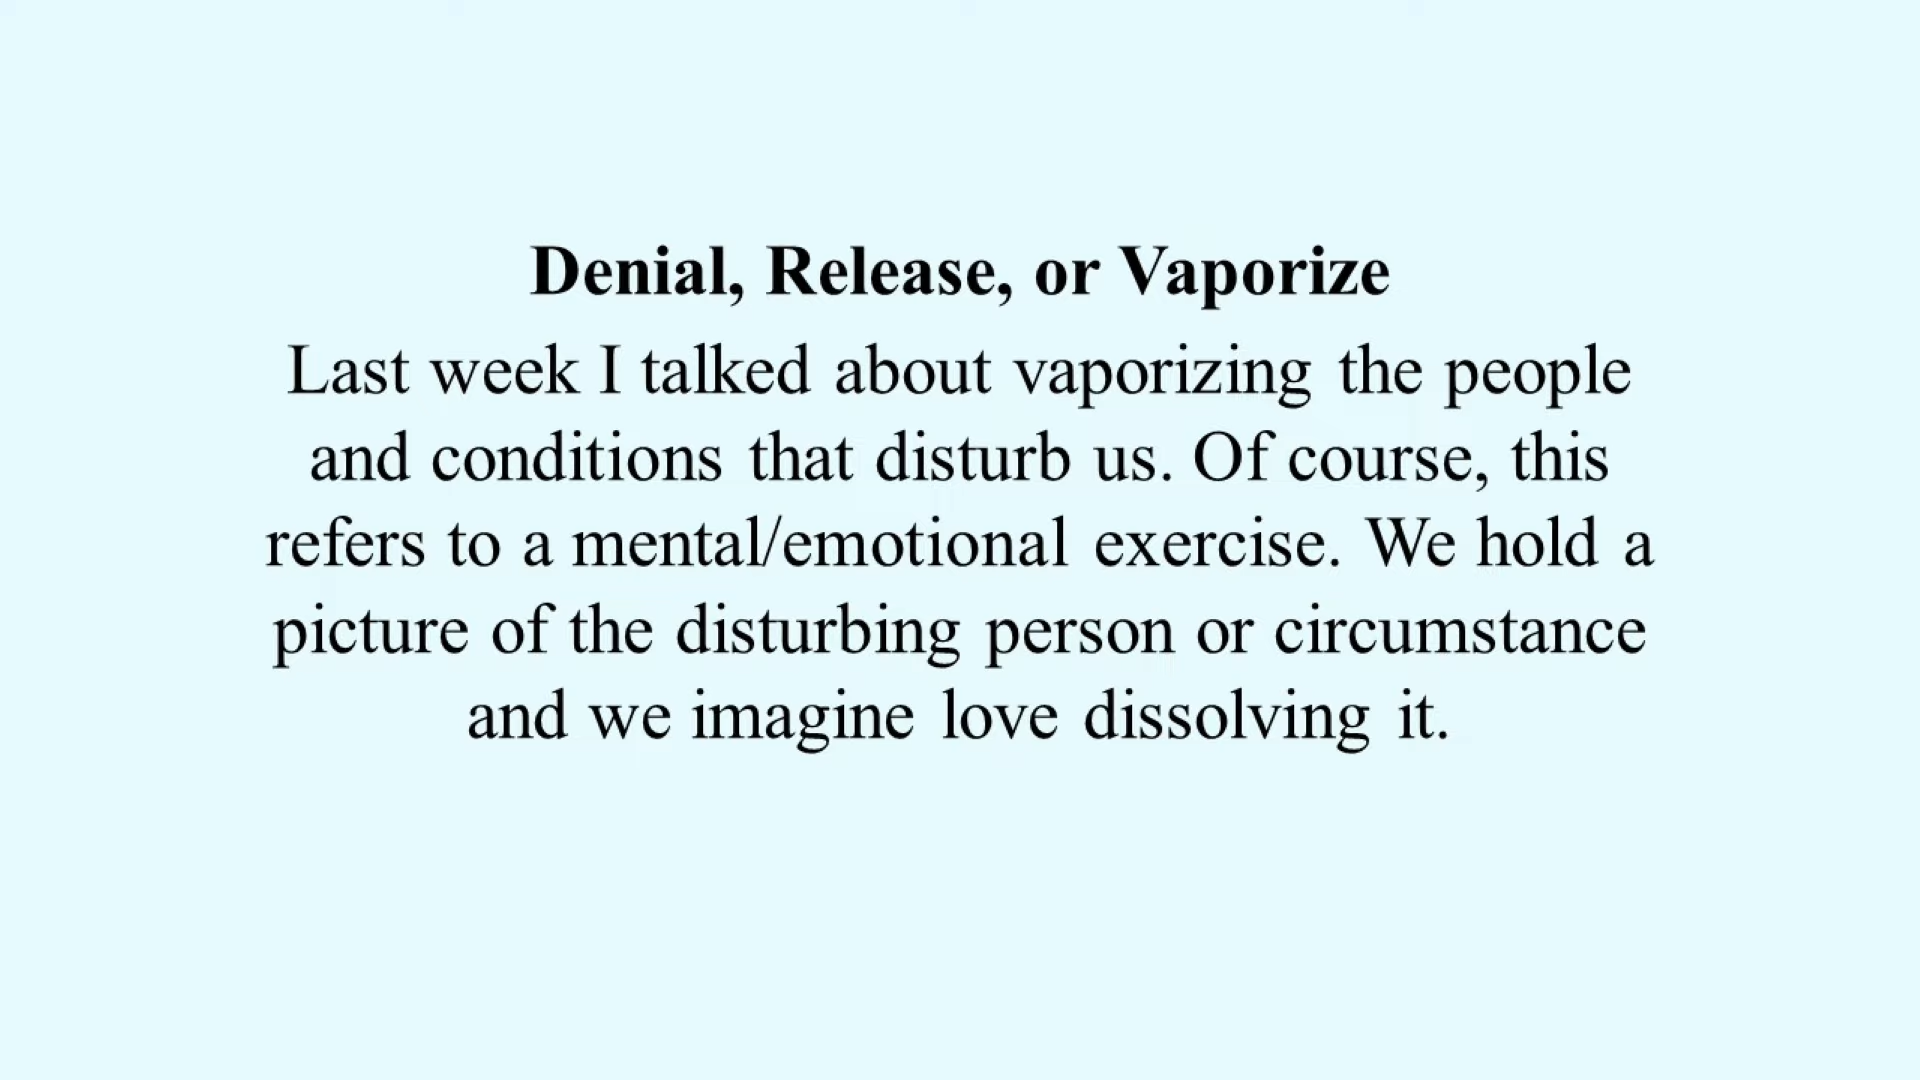 Denial, Release, or Vaporize
Last week I talked about vaporizing the people
and conditions that disturb us. Of course, this
refers to a mental/emotional exercise. We hold a
picture of the disturbing person or circumstance
and we imagine love dissolving it.